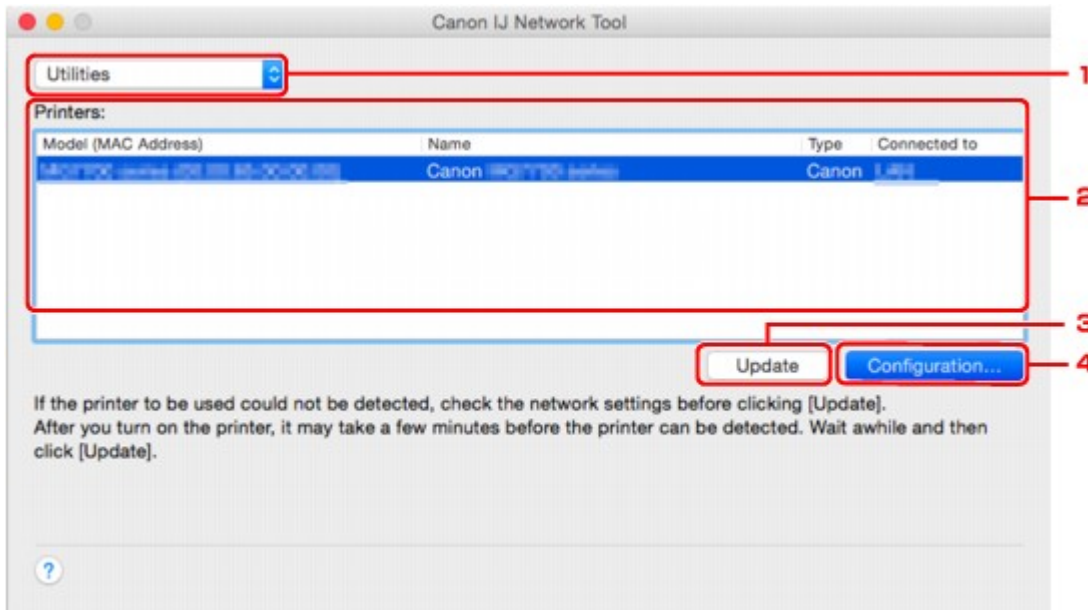 Canon IJ Network Tool
Utilities
1
Printers:
Model (MAC Address) Name Type Connected to
Canon Canon
2
3
Update Configuration... 4
If the printer to be used could not be detected, check the network settings before clicking [Update].
After you turn on the printer, it may take a few minutes before the printer can be detected. Wait awhile and then
click [Update].
?